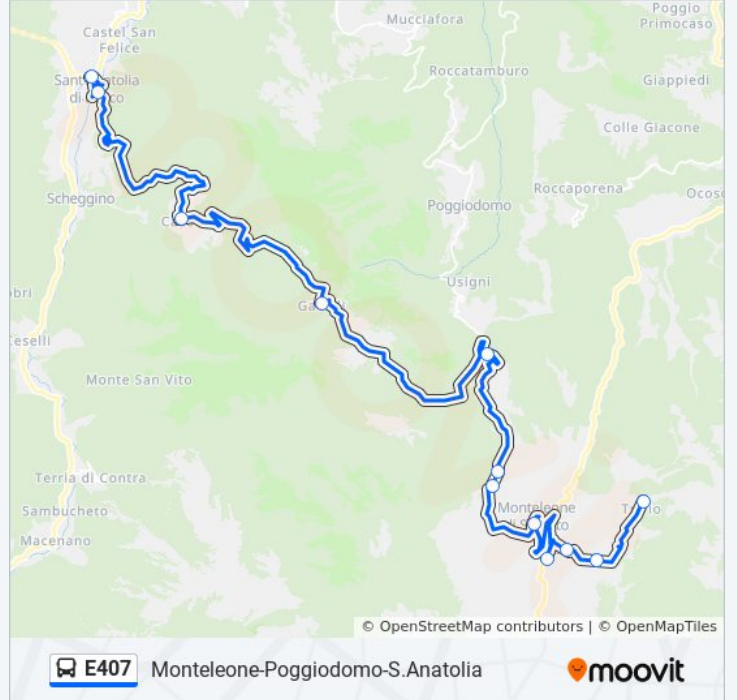 Poggio
Primocaso
Mucciafora
Castel San
Felice
Roccatamburo
Giappiedi
Colle Giacone
Scheggino
Roccaporena
Poggiodomo
Usigni
Monte San Vito
Terria di Contra
Sambucheto
Monteleone
Macenano
© OpenStreetMap contributors | © OpenMapTiles
E407 Monteleone-Poggiodomo-S.Anatolia
moovit